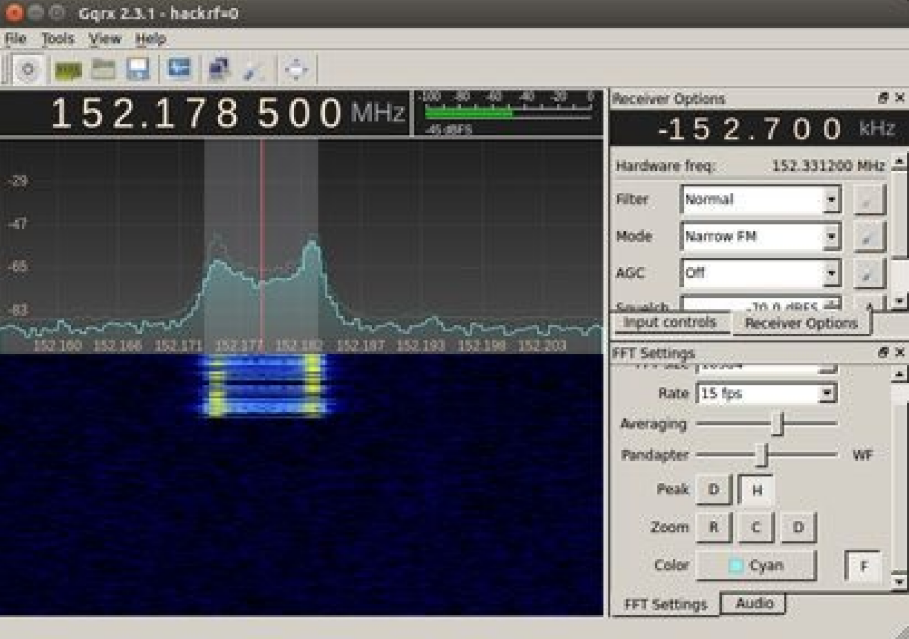 Gqrx 2.3.1 - hackrf=0
File Tools View Help
152.178 500 MHz
-100 -80 -60 -40 -20 0
-45 dBFS
Receiver Options
-152.700 kHz
Hardware freq: 152.331200 MHz
Filter Normal
Mode Narrow FM
AGC Off
Squelch -70.0 dBFS A
Input controls Receiver Options
-29
-47
-65
-83
152.160 152.166 152.171 152.177 152.182 152.187 152.193 152.198 152.203
FFT Settings
FFT size 16384
Rate 15 fps
Averaging
Pandapter WF
Peak D H
Zoom R C D
Color Cyan F
FFT Settings Audio